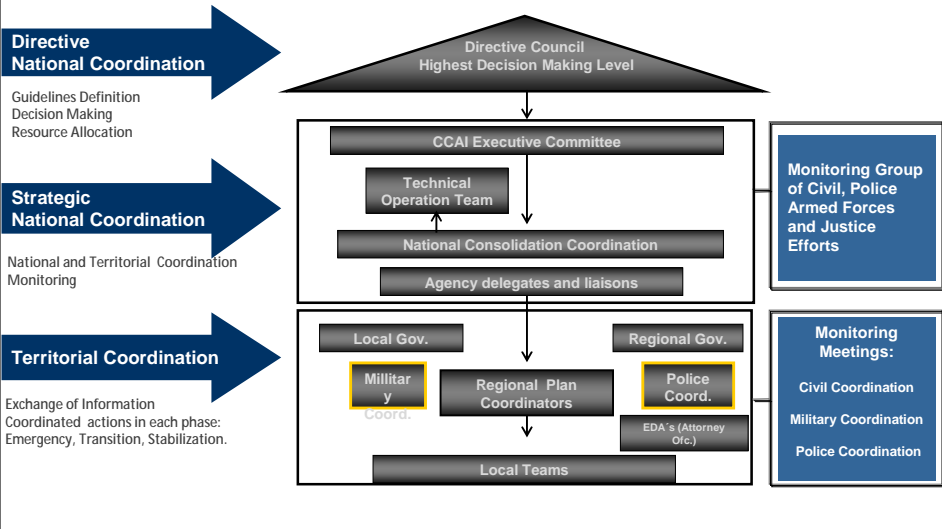 Directive
National Coordination
Guidelines Definition
Decision Making
Resource Allocation
Directive Council
Highest Decision Making Level
Strategic
National Coordination
National and Territorial  Coordination
Monitoring
CCAI Executive Committee
Technical
Operation Team
National Consolidation Coordination
Agency delegates and liaisons
Monitoring Group
of Civil, Police
Armed Forces
and Justice
Efforts
Territorial Coordination
Exchange of Information
Coordinated  actions in each phase:
Emergency, Transition, Stabilization.
Local Gov.
Regional Gov.
Millitar
y
Coord.
Regional  Plan
Coordinators
Police
Coord.
EDA´s (Attorney
Ofc.)
Local Teams
Monitoring
Meetings:
Civil Coordination
Military Coordination
Police Coordination